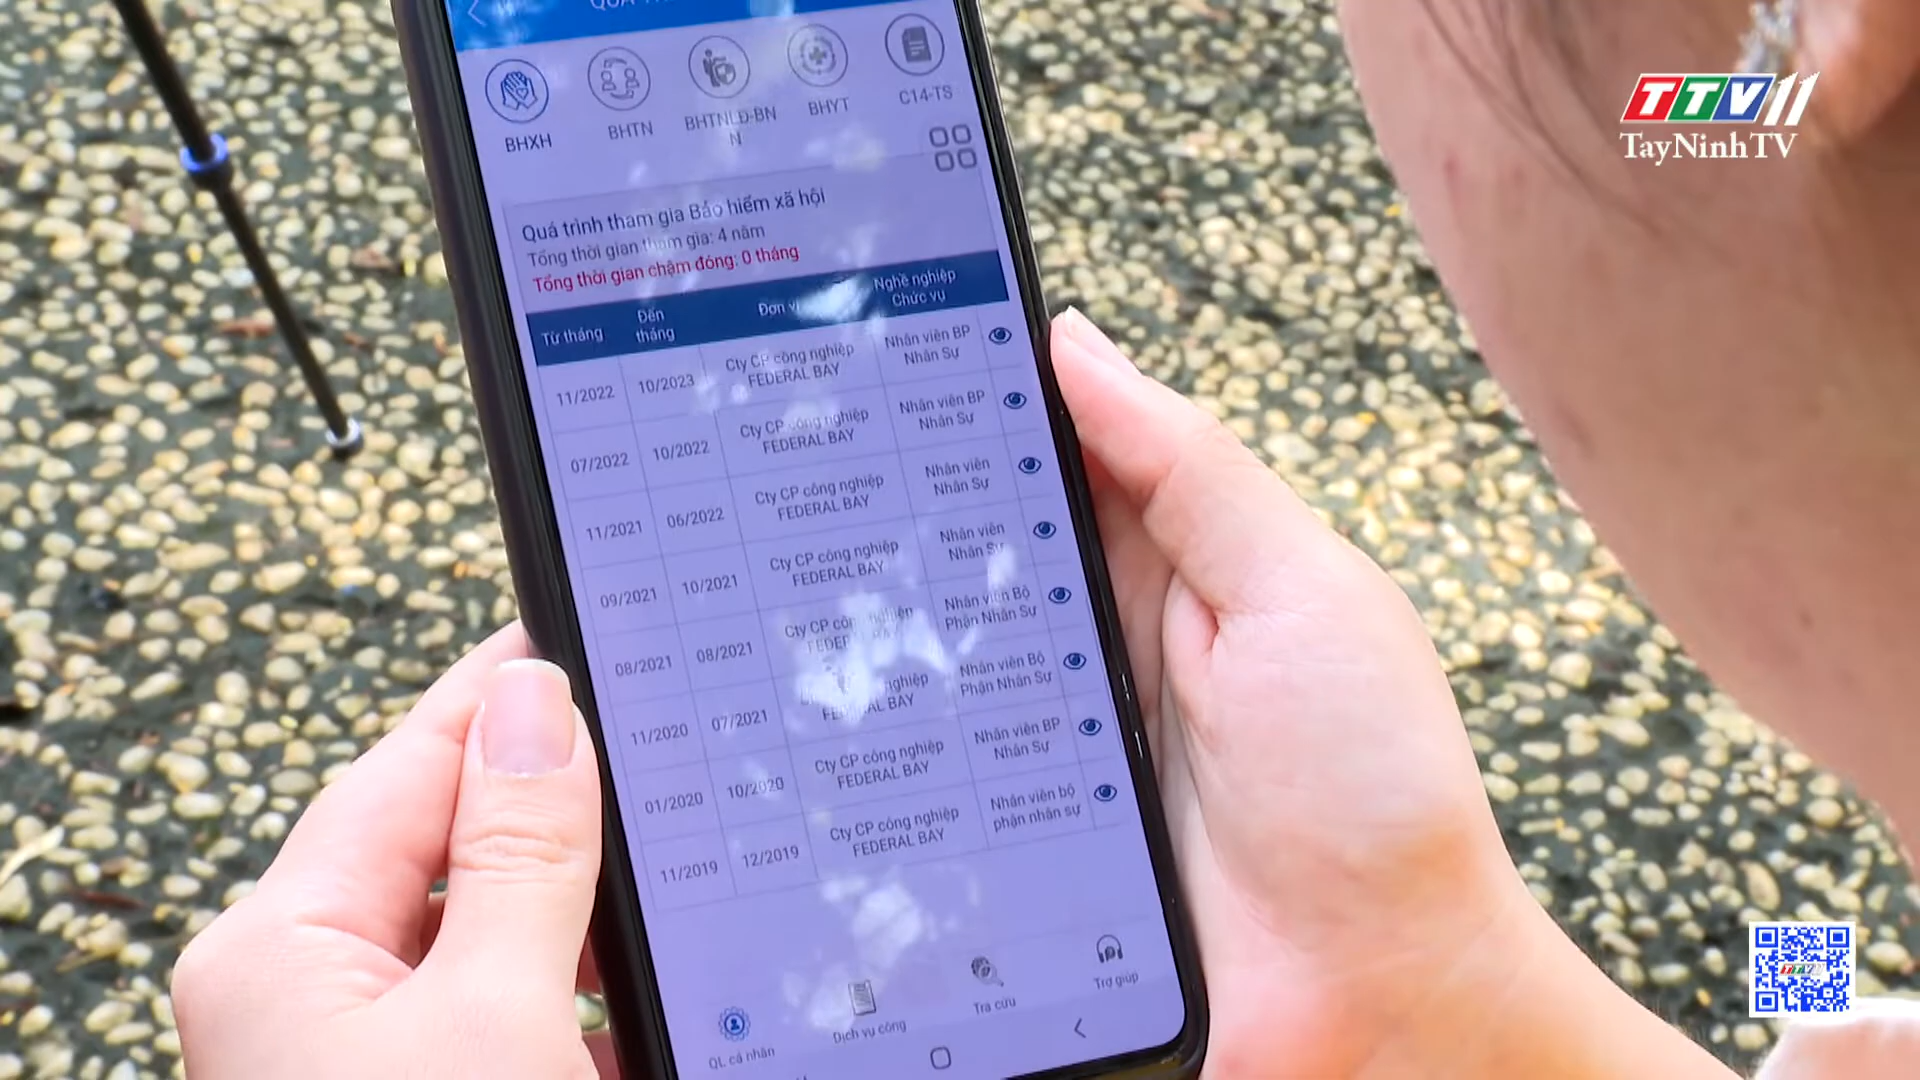 TTV11
TayNinhTV
BHXH
BHTN
BHTNLĐ-BN
N
BHYT
C14-TS
Quá trình tham gia Bảo hiểm xã hội
Tổng thời gian tham gia: 4 năm
Tổng thời gian chậm đóng: 0 tháng
Từ tháng
Đến
tháng
Đơn
Nghề nghiệp
Chức vụ
11/2022
10/2023
Cty CP công nghiệp
FEDERAL BAY
Nhân viên BP
Nhân Sự
07/2022
10/2022
Cty CP công nghiệp
FEDERAL BAY
Nhân viên BP
Nhân Sự
11/2021
06/2022
Cty CP công nghiệp
FEDERAL BAY
Nhân viên
Nhân Sự
09/2021
10/2021
Cty CP công nghiệp
FEDERAL BAY
Nhân viên
Nhân Sự
08/2021
08/2021
Cty CP công nghiệp
Nhân viên Bộ
Phận Nhân Sự
11/2020
07/2021
nghiệp
FEDERAL BAY
Nhân viên Bộ
Phận Nhân Sự
01/2020
10/2020
Cty CP công nghiệp
FEDERAL BAY
Nhân viên BP
Nhân Sự
11/2019
12/2019
Cty CP công nghiệp
FEDERAL BAY
Nhân viên bộ
phận nhân sự
QL cá nhân
Dịch vụ công
Tra cứu
Trợ giúp